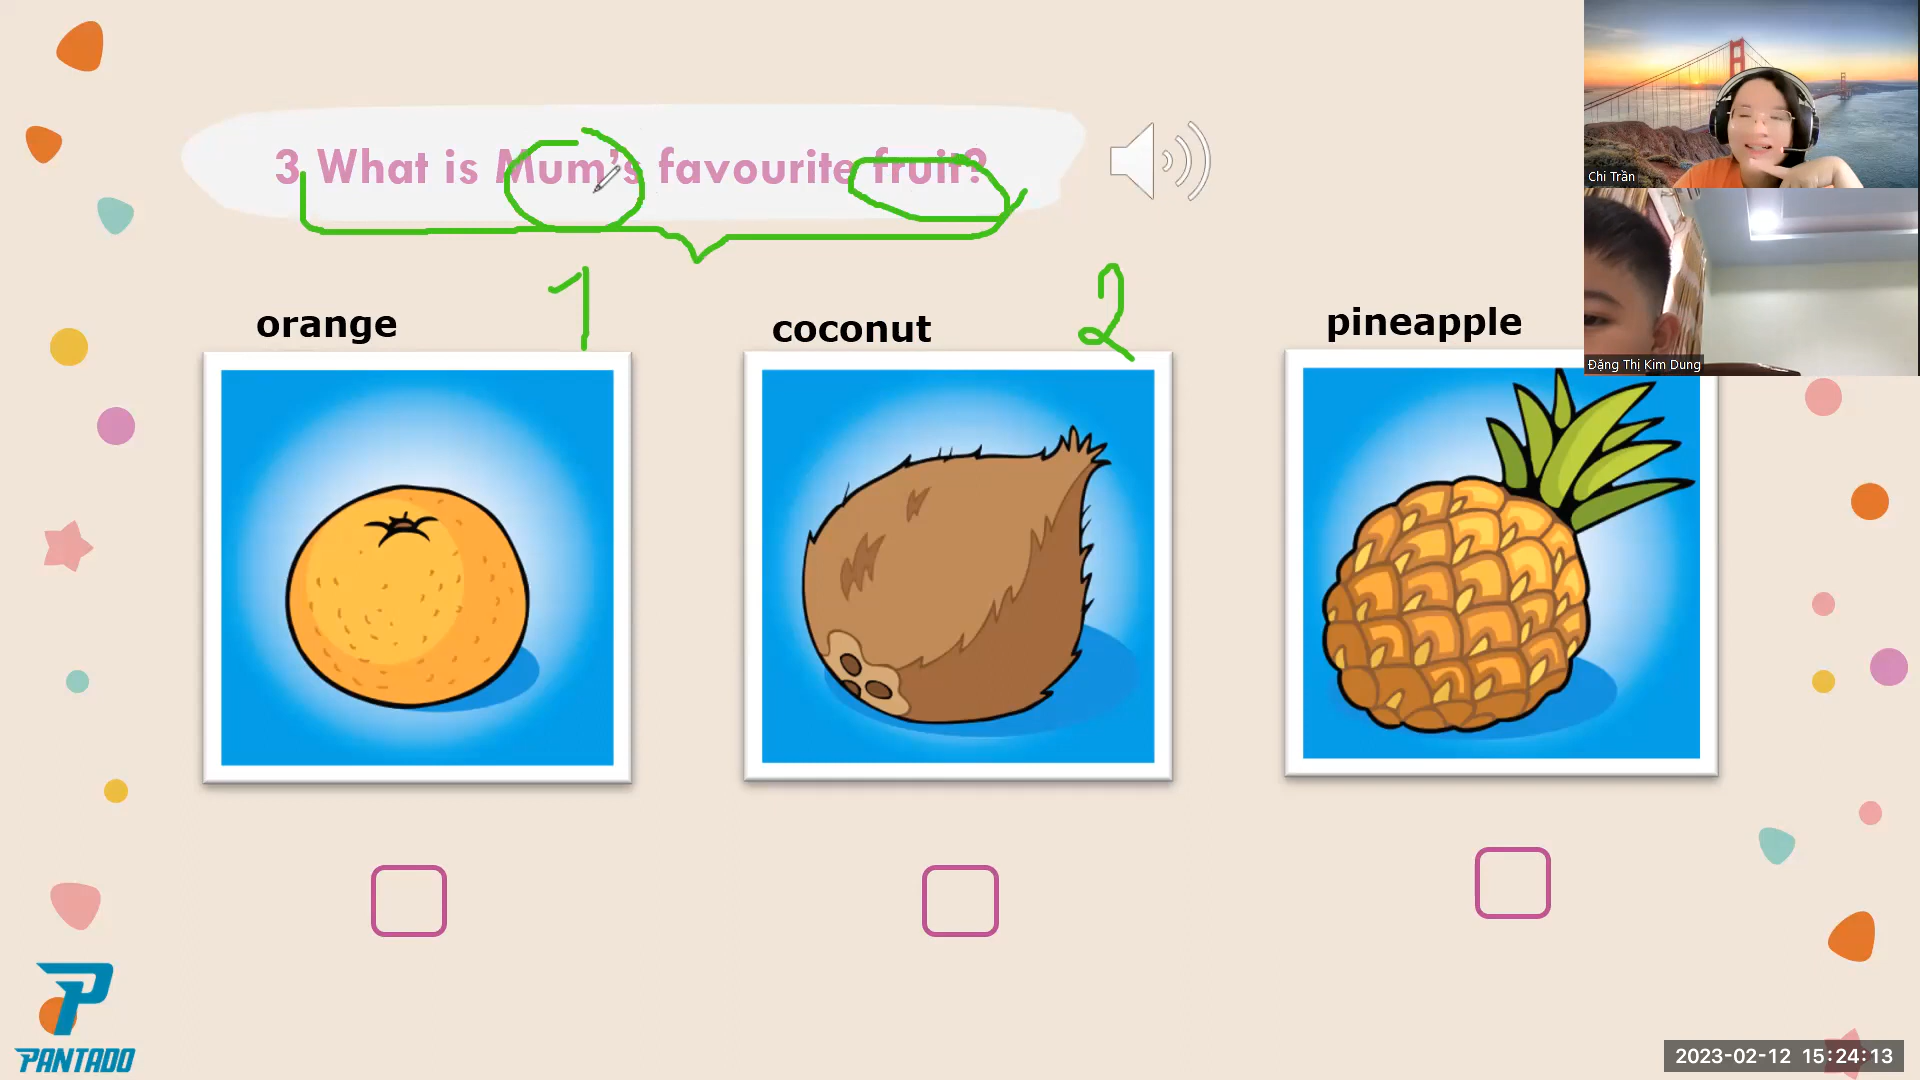 3 What is Mum's favourite fruit?
1
2
orange
coconut
pineapple
Chi Trần
Đặng Thị Kim Dung
PANTADO
2023-02-12 15:24:13